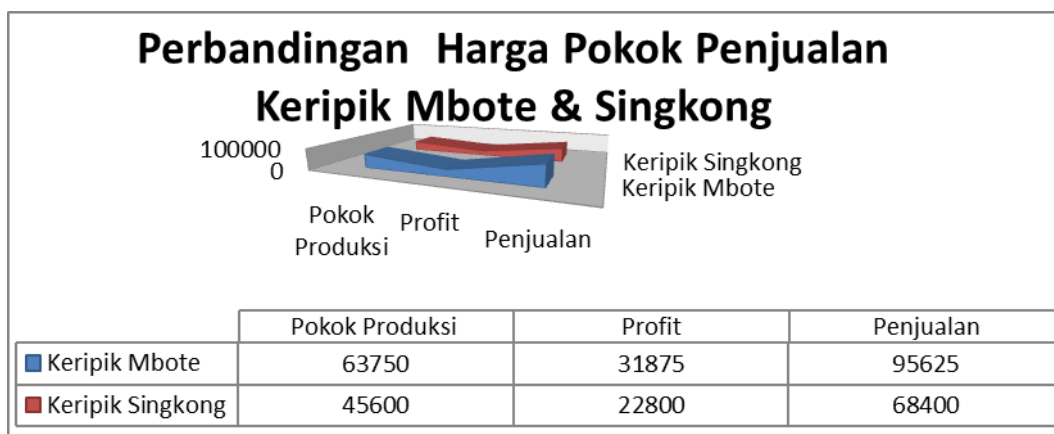 Perbandingan Harga Pokok Penjualan
Keripik Mbote & Singkong
100000
0
Keripik Singkong
Keripik Mbote
Pokok
Produksi
Profit
Penjualan
Pokok Produksi Profit Penjualan
Keripik Mbote 63750 31875 95625
Keripik Singkong 45600 22800 68400